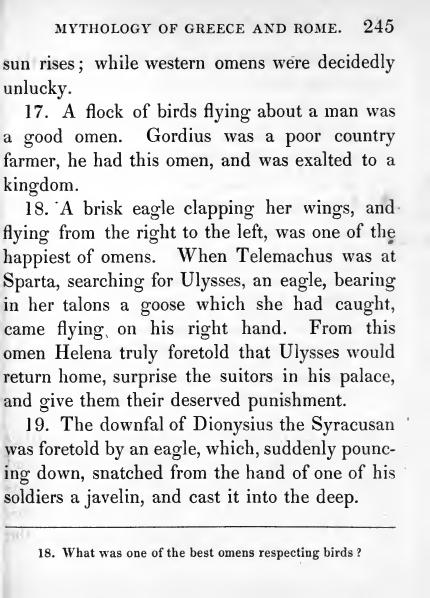 MYTHOLOGY OF GREECE AND ROME. 245
sun rises; while western omens were decidedly
unlucky.
17. A flock of birds flying about a man was
a good omen. Gordius was a poor country
farmer, he had this omen, and was exalted to a
kingdom.
18. A brisk eagle clapping her wings, and
flying from the right to the left, was one of the
happiest of omens. When Telemachus was at
Sparta, searching for Ulysses, an eagle, bearing
in her talons a goose which she had caught,
came flying on his right hand. From this
omen Helena truly foretold that Ulysses would
return home, surprise the suitors in his palace,
and give them their deserved punishment.
19. The downfal of Dionysius the Syracusan
was foretold by an eagle, which, suddenly pounc-
ing down, snatched from the hand of one of his
soldiers a javelin, and cast it into the deep.
18. What was one of the best omens respecting birds?